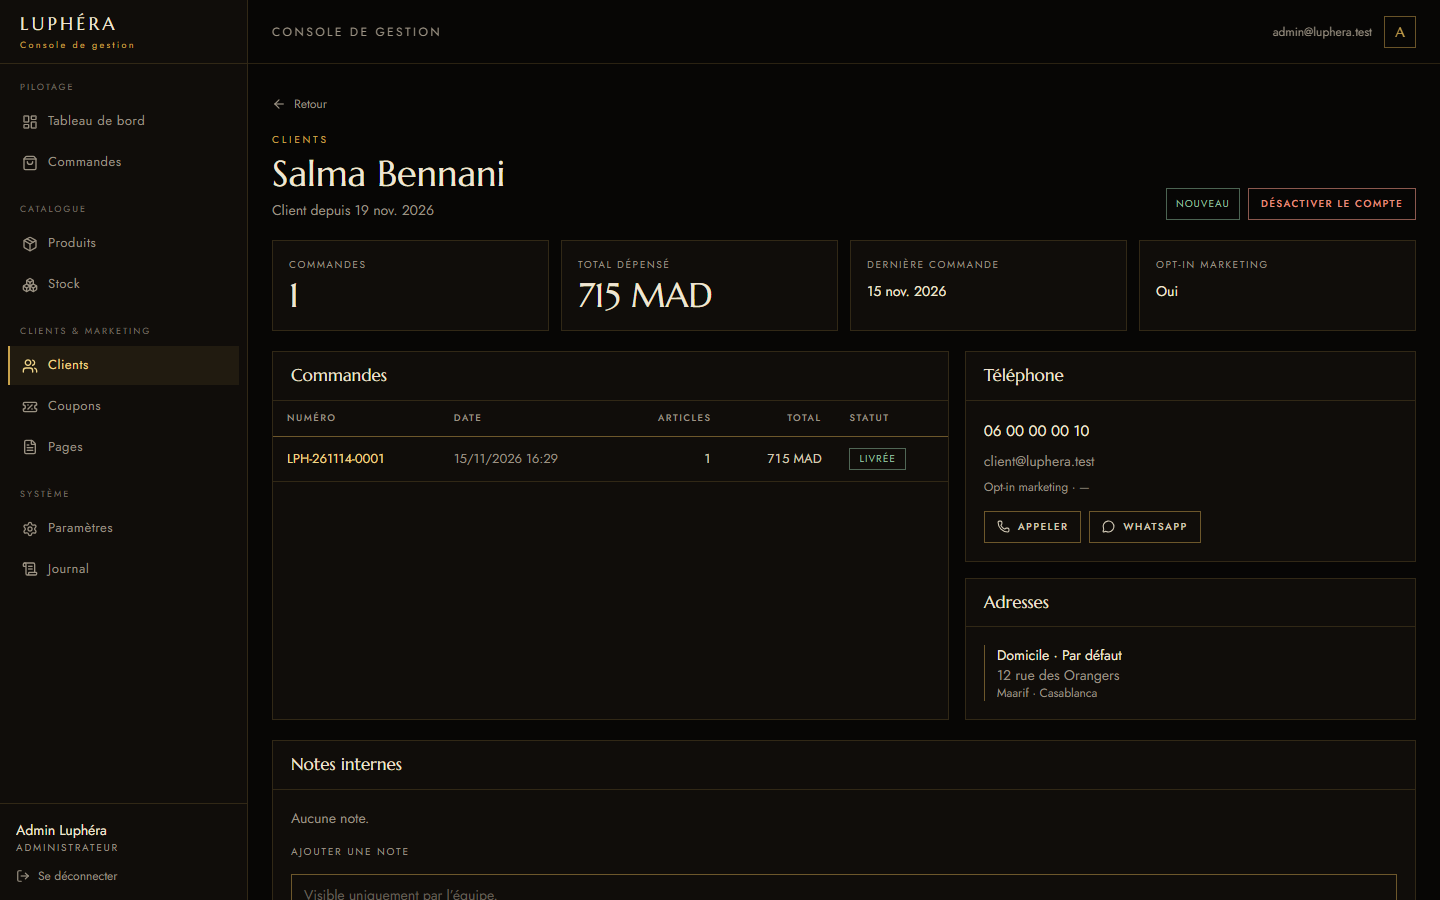 LUPHÉRA
Console de gestion
CONSOLE DE GESTION
admin@luphera.test
A
PILOTAGE
Tableau de bord
Commandes
CATALOGUE
Produits
Stock
CLIENTS & MARKETING
Clients
Coupons
Pages
SYSTÈME
Paramètres
Journal
Admin Luphéra
ADMINISTRATEUR
Se déconnecter
Retour
CLIENTS
Salma Bennani
Client depuis 19 nov. 2026
NOUVEAU
DÉSACTIVER LE COMPTE
COMMANDES
1
TOTAL DÉPENSÉ
715 MAD
DERNIÈRE COMMANDE
15 nov. 2026
OPT-IN MARKETING
Oui
Commandes
NUMÉRO DATE ARTICLES TOTAL STATUT
LPH-261114-0001 15/11/2026 16:29 1 715 MAD LIVRÉE
Téléphone
06 00 00 00 10
client@luphera.test
Opt-in marketing · —
APPELER
WHATSAPP
Adresses
Domicile · Par défaut
12 rue des Orangers
Maarif · Casablanca
Notes internes
Aucune note.
AJOUTER UNE NOTE
Visible uniquement par l'équipe.